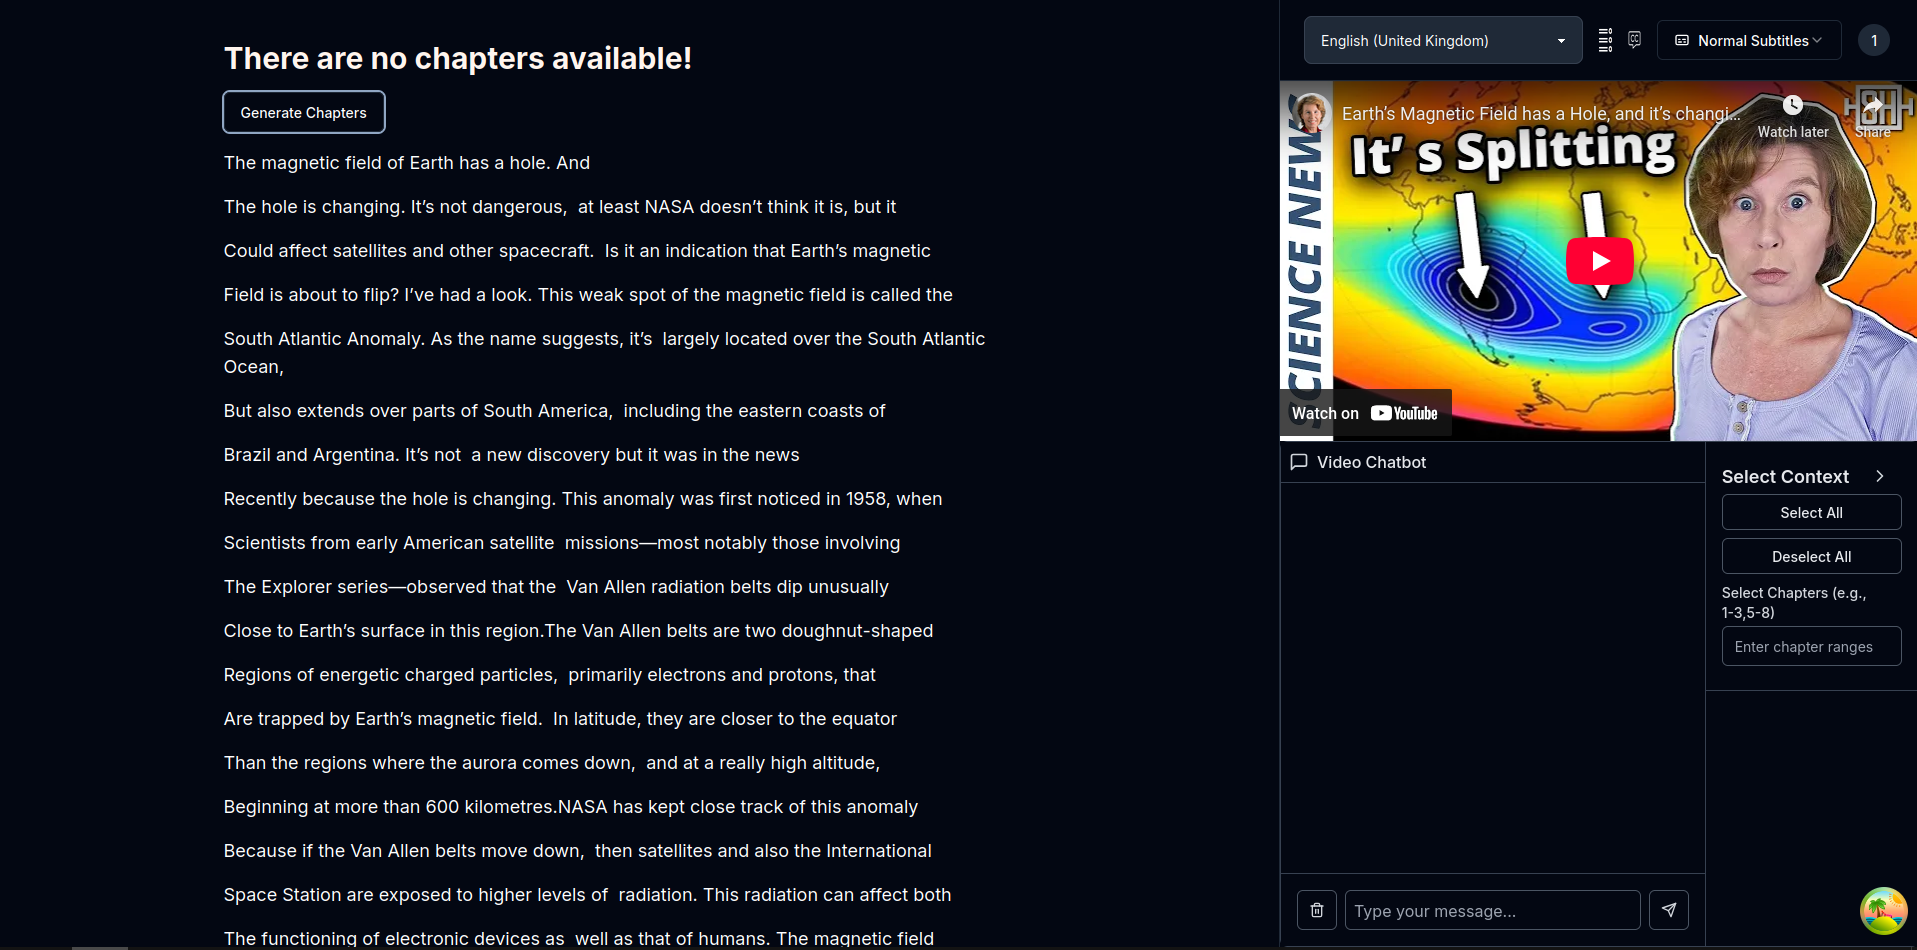 There are no chapters available!
Generate Chapters
The magnetic field of Earth has a hole. And
The hole is changing. It’s not dangerous,  at least NASA doesn’t think it is, but it
Could affect satellites and other spacecraft.  Is it an indication that Earth’s magnetic
Field is about to flip? I’ve had a look. This weak spot of the magnetic field is called the
South Atlantic Anomaly. As the name suggests, it’s  largely located over the South Atlantic
Ocean,
But also extends over parts of South America,  including the eastern coasts of
Brazil and Argentina. It’s not  a new discovery but it was in the news
Recently because the hole is changing. This anomaly was first noticed in 1958, when
Scientists from early American satellite  missions—most notably those involving
The Explorer series—observed that the  Van Allen radiation belts dip unusually
Close to Earth’s surface in this region.The Van Allen belts are two doughnut-shaped
Regions of energetic charged particles,  primarily electrons and protons, that
Are trapped by Earth’s magnetic field.  In latitude, they are closer to the equator
Than the regions where the aurora comes down,  and at a really high altitude,
Beginning at more than 600 kilometres.NASA has kept close track of this anomaly
Because if the Van Allen belts move down,  then satellites and also the International
Space Station are exposed to higher levels of  radiation. This radiation can affect both
The functioning of electronic devices as  well as that of humans. The magnetic field
English (United Kingdom)
CC
Normal Subtitles
1
Earth’s Magnetic Field has a Hole, and it’s changi...
Watch later
Share
SH
It’ s Splitting
SCIENCE NEWS
Watch on YouTube
Video Chatbot
Type your message...
Select Context
Select All
Deselect All
Select Chapters (e.g.,
1-3,5-8)
Enter chapter ranges